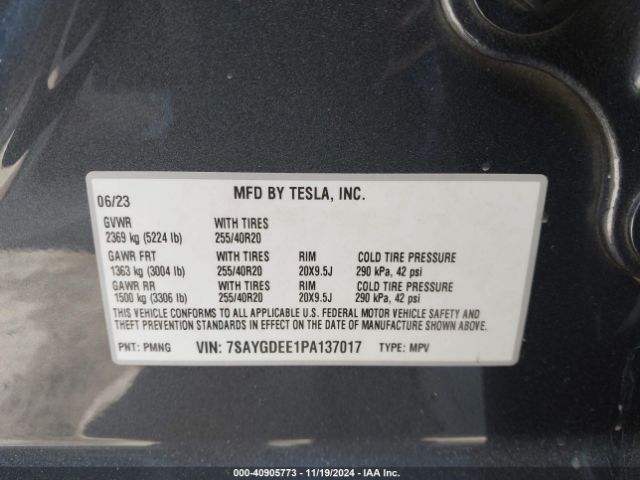 06/23 MFD BY TESLA, INC.
GVWR WITH TIRES
2369 kg (5224 lb) 255/40R20
GAWR FRT WITH TIRES RIM COLD TIRE PRESSURE
1363 kg (3004 lb) 255/40R20 20X9.5J 290 kPa, 42 psi
GAWR RR WITH TIRES RIM COLD TIRE PRESSURE
1500 kg (3306 lb) 255/40R20 20X9.5J 290 kPa, 42 psi
THIS VEHICLE CONFORMS TO ALL APPLICABLE U.S. FEDERAL MOTOR VEHICLE SAFETY AND
THEFT PREVENTION STANDARDS IN EFFECT ON THE DATE OF MANUFACTURE SHOWN ABOVE.
PNT: PMNG VIN: 7SAYGDEE1PA137017 TYPE: MPV
000-40905773 - 11/19/2024 - IAA Inc.